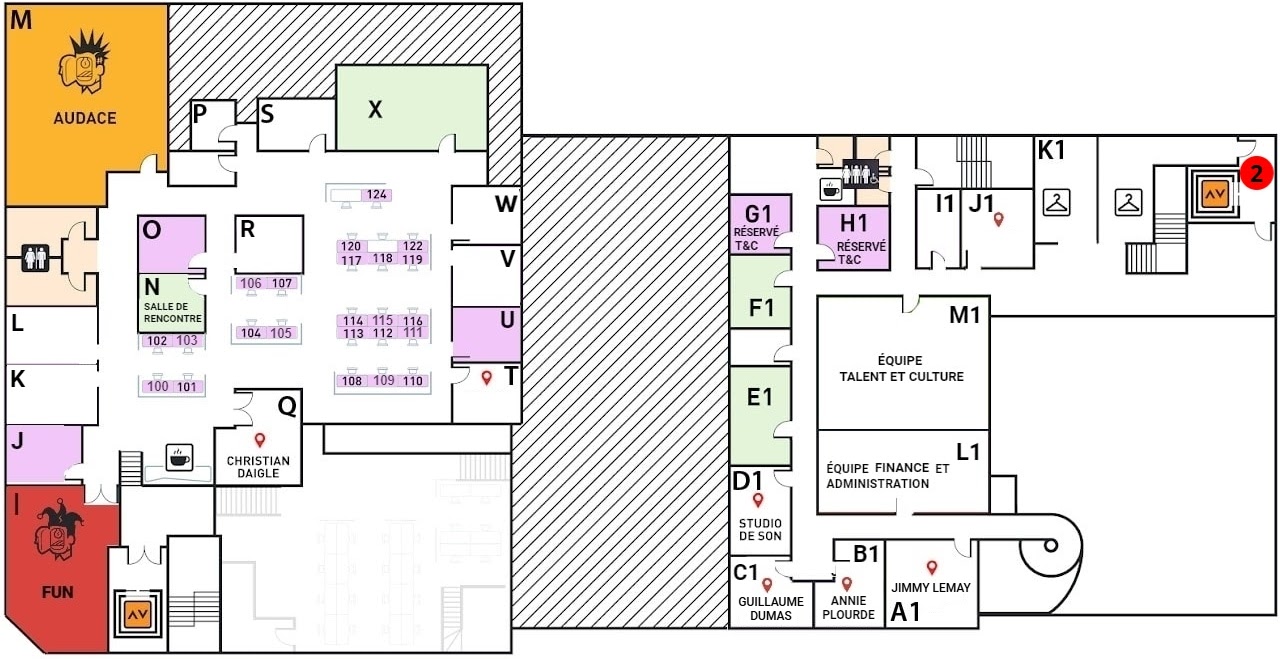 M
AUDACE
P
S
X
K1
2
124
W
G1
RÉSERVÉ
T&C
H1
RÉSERVÉ
T&C
I1
J1
O
R
120
122
117
118
119
V
N
SALLE DE
RENCONTRE
106
107
F1
M1
L
102
103
104
105
114
115
116
113
112
111
U
ÉQUIPE
TALENT ET CULTURE
K
100
101
108
109
110
T
E1
Q
CHRISTIAN
DAIGLE
J
L1
ÉQUIPE FINANCE ET
ADMINISTRATION
D1
STUDIO
DE SON
I
FUN
C1
GUILLAUME
DUMAS
B1
ANNIE
PLOURDE
JIMMY LEMAY
A1